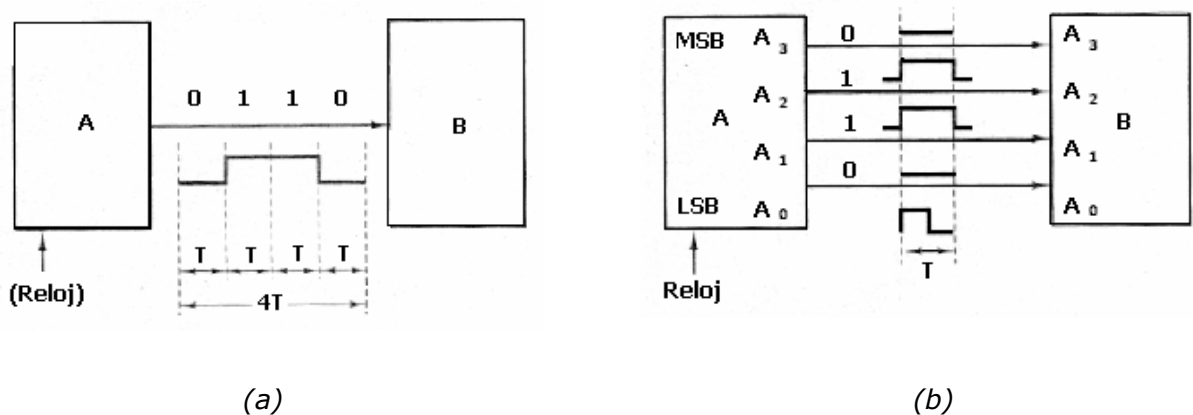 A
0 1 1 0
B
T T T T
4T
(Reloj)
(a)
MSB A 3
0
A 3
1
A 2
A 2
A
B
1
A 1
A 1
0
LSB A 0
A 0
T
Reloj
(b)